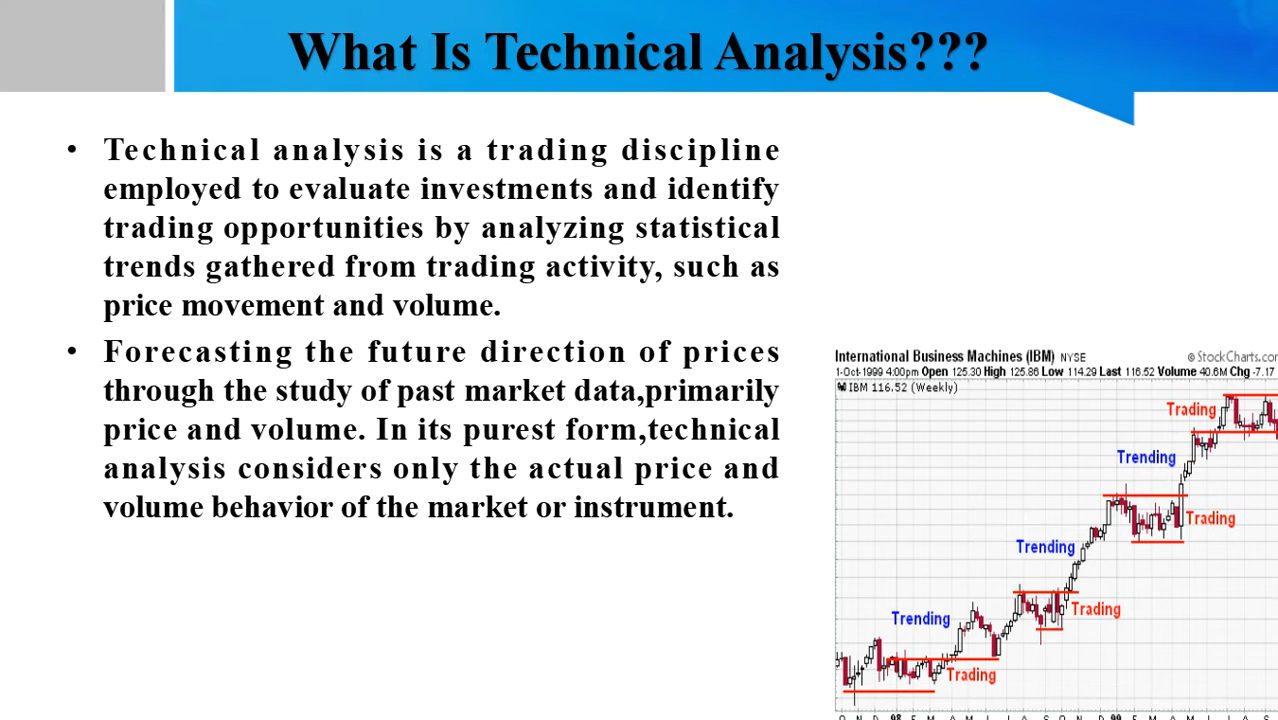 What Is Technical Analysis???
• Technical analysis is a trading discipline
employed to evaluate investments and identify
trading opportunities by analyzing statistical
trends gathered from trading activity, such as
price movement and volume.
• Forecasting the future direction of prices
through the study of past market data,primarily
price and volume. In its purest form,technical
analysis considers only the actual price and
volume behavior of the market or instrument.
International Business Machines (IBM) NYSE
© StockCharts.com
1-Oct-1999 4:00pm Open 125.30 High 125.86 Low 114.29 Last 116.52 Volume 40.6M Chg -7.17
IBM 116.52 (Weekly)
Trading
Trending
Trading
Trending
Trading
Trending
Trading
O N D 98 F M A M J J A S O N D 99 F M A M J J A S